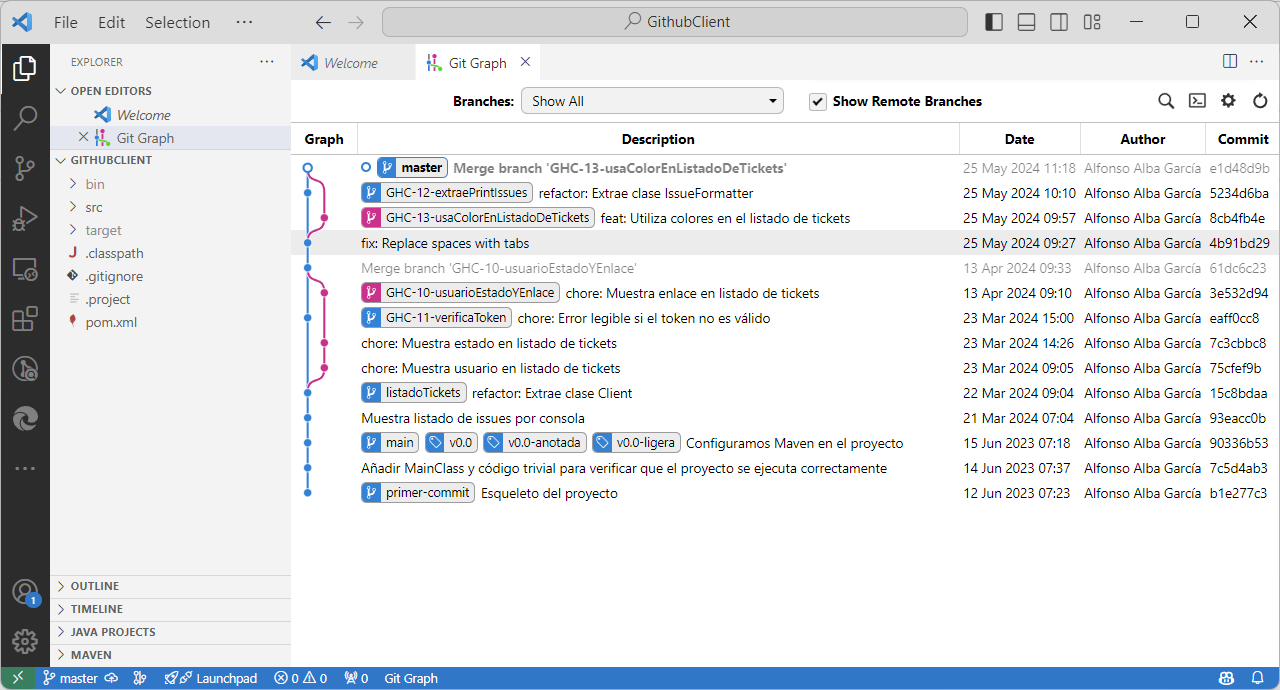 File Edit Selection ··· GithubClient
EXPLORER ···
Welcome Git Graph ···
OPEN EDITORS
Welcome
Git Graph
GITHUBCLIENT
bin
src
target
.classpath
.gitignore
.project
pom.xml
OUTLINE
TIMELINE
JAVA PROJECTS
MAVEN
Branches: Show All Show Remote Branches
Graph Description Date Author Commit
master Merge branch 'GHC-13-usaColorEnListadoDeTickets' 25 May 2024 11:18 Alfonso Alba García e1d48d9b
GHC-12-extraePrintIssues refactor: Extrae clase IssueFormatter 25 May 2024 10:10 Alfonso Alba García 5234d6ba
GHC-13-usaColorEnListadoDeTickets feat: Utiliza colores en el listado de tickets 25 May 2024 09:57 Alfonso Alba García 8cb4fb4e
fix: Replace spaces with tabs 25 May 2024 09:27 Alfonso Alba García 4b91bd29
Merge branch 'GHC-10-usuarioEstadoYEnlace' 13 Apr 2024 09:33 Alfonso Alba García 61dc6c23
GHC-10-usuarioEstadoYEnlace chore: Muestra enlace en listado de tickets 13 Apr 2024 09:10 Alfonso Alba García 3e532d94
GHC-11-verificaToken chore: Error legible si el token no es válido 23 Mar 2024 15:00 Alfonso Alba García eaff0cc8
chore: Muestra estado en listado de tickets 23 Mar 2024 14:26 Alfonso Alba García 7c3cbbc8
chore: Muestra usuario en listado de tickets 23 Mar 2024 09:05 Alfonso Alba García 75cfef9b
listadoTickets refactor: Extrae clase Client 22 Mar 2024 09:04 Alfonso Alba García 15c8bdaa
Muestra listado de issues por consola 21 Mar 2024 07:04 Alfonso Alba García 93eacc0b
main v0.0 v0.0-anotada v0.0-ligera Configuramos Maven en el proyecto 15 Jun 2023 07:18 Alfonso Alba García 90336b53
Añadir MainClass y código trivial para verificar que el proyecto se ejecuta correctamente 14 Jun 2023 07:37 Alfonso Alba García 7c5d4ab3
primer-commit Esqueleto del proyecto 12 Jun 2023 07:23 Alfonso Alba García b1e277c3
1
master Launchpad 0 0 0 Git Graph